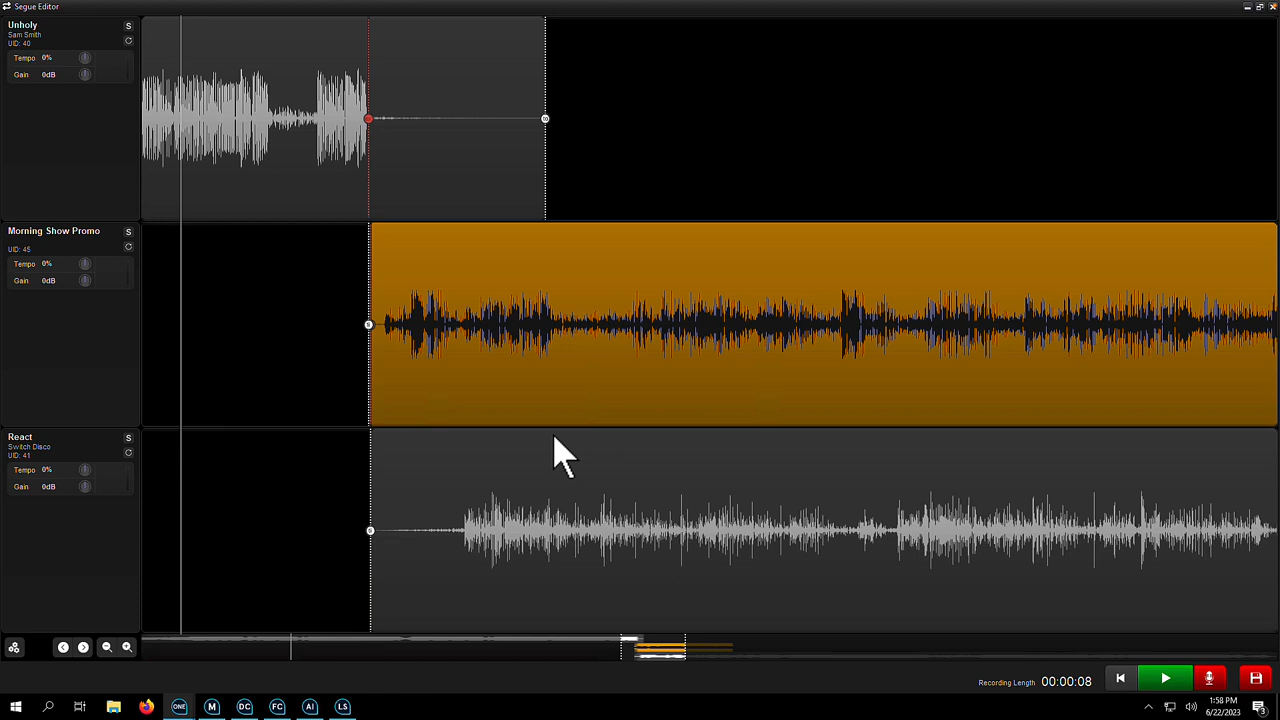 Segue Editor
Unholy
S
Sam Smith
UID: 40
Tempo 0%
Gain 0dB
Morning Show Promo
S
UID: 45
Tempo 0%
Gain 0dB
React
S
Switch Disco
UID: 41
Tempo 0%
Gain 0dB
Recording Length 00:00:08
ONE
M
DC
FC
AI
LS
1:58 PM
6/22/2023
3